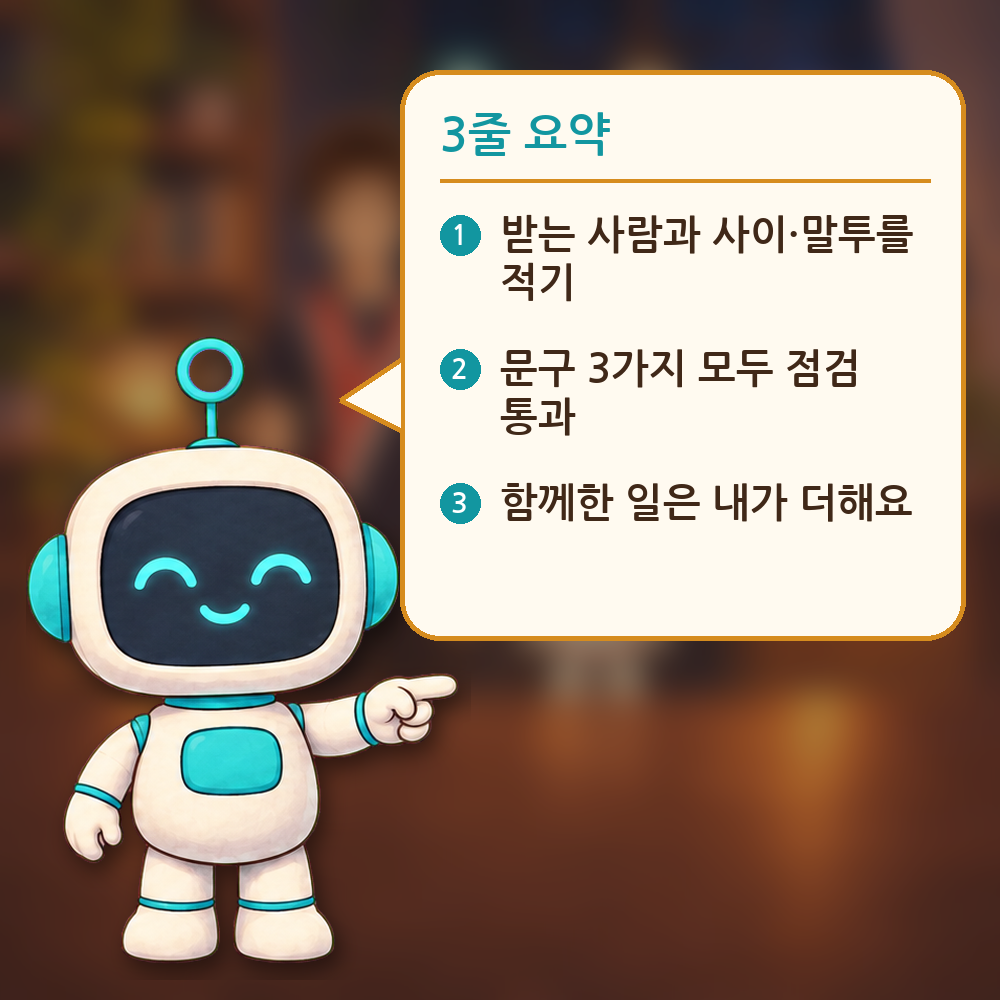 3줄 요약
1 받는 사람과 사이·말투를
적기
2 문구 3가지 모두 점검
통과
3 함께한 일은 내가 더해요